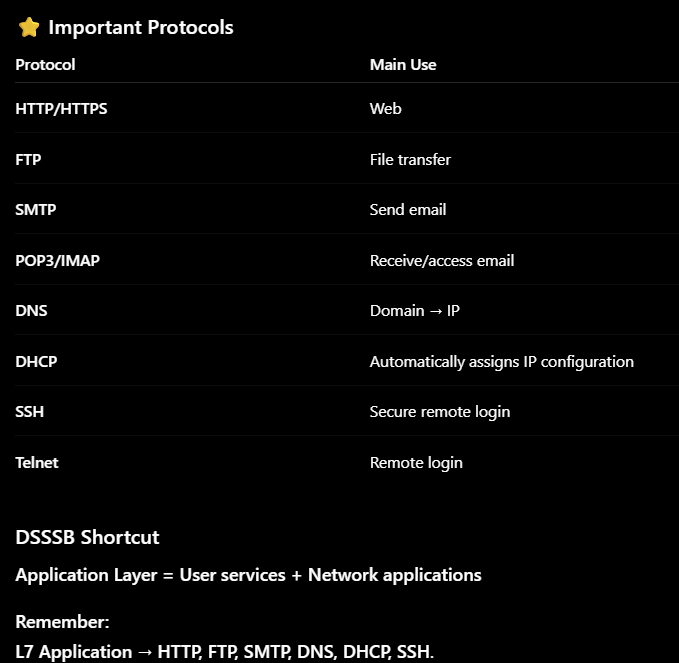 ⭐ Important Protocols
Protocol Main Use
HTTP/HTTPS Web
FTP File transfer
SMTP Send email
POP3/IMAP Receive/access email
DNS Domain → IP
DHCP Automatically assigns IP configuration
SSH Secure remote login
Telnet Remote login
DSSSB Shortcut
Application Layer = User services + Network applications
Remember:
L7 Application → HTTP, FTP, SMTP, DNS, DHCP, SSH.